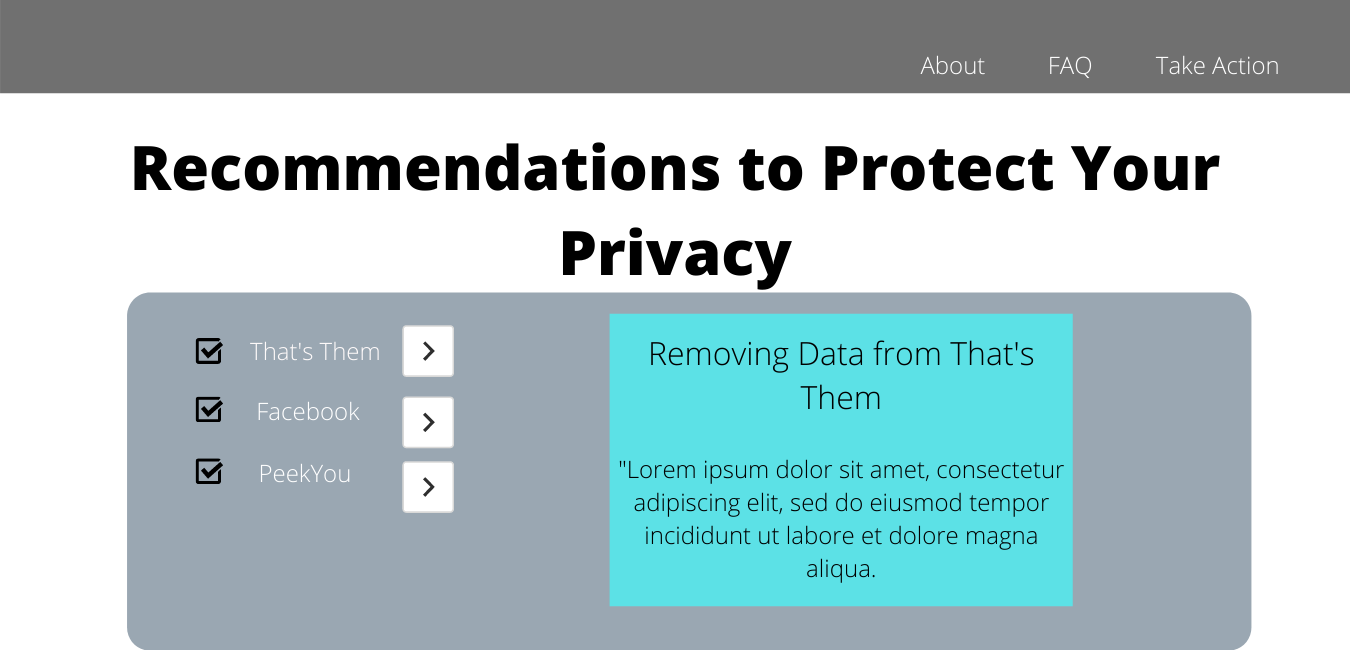 About FAQ Take Action
Recommendations to Protect Your
Privacy
That's Them
Facebook
PeekYou
Removing Data from That's
Them
"Lorem ipsum dolor sit amet, consectetur
adipiscing elit, sed do eiusmod tempor
incididunt ut labore et dolore magna
aliqua.